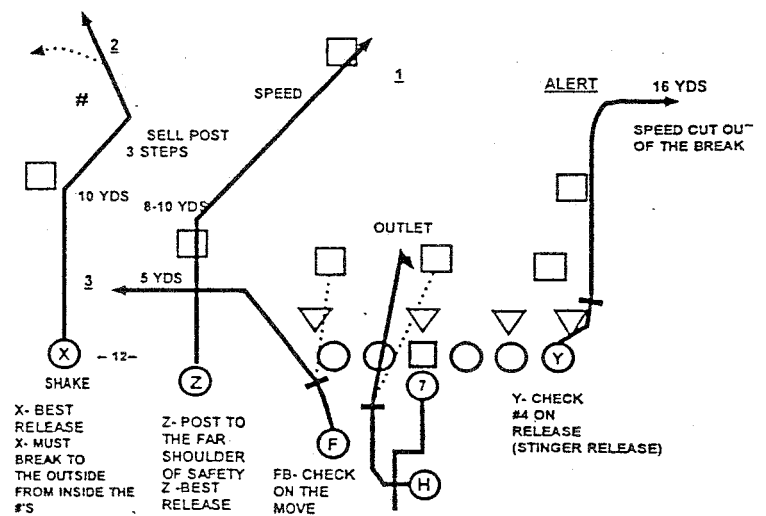 2
#
SPEED
1
ALERT
16 YDS
SPEED CUT OUT
OF THE BREAK
SELL POST
3 STEPS
10 YDS
8-10 YDS
OUTLET
3
5 YDS
X
-12-
Z
7
Y
SHAKE
F
H
X- BEST
RELEASE
X- MUST
BREAK TO
THE OUTSIDE
FROM INSIDE THE
#'S
Z- POST TO
THE FAR
SHOULDER
OF SAFETY
Z -BEST
RELEASE
FB- CHECK
ON THE
MOVE
Y- CHECK
#4 ON
RELEASE
(STINGER RELEASE)